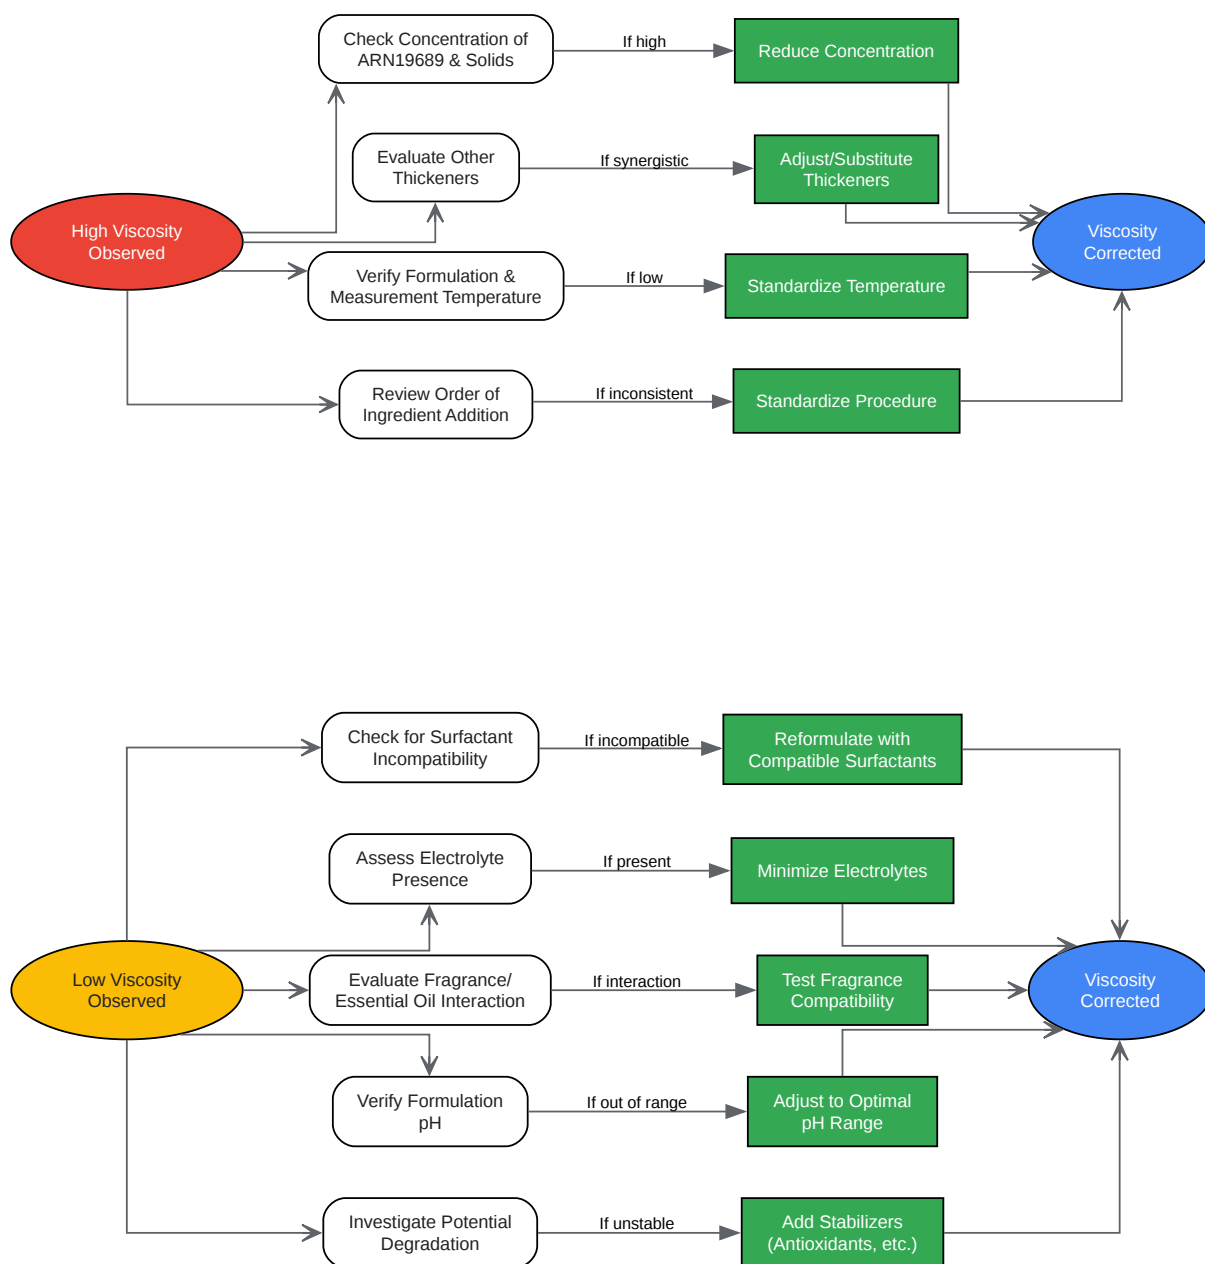 Check Concentration of
ARN19689 & Solids
If high
Reduce Concentration
Evaluate Other
Thickeners
If synergistic
Adjust/Substitute
Thickeners
High Viscosity
Observed
Viscosity
Corrected
Verify Formulation &
Measurement Temperature
If low
Standardize Temperature
Review Order of
Ingredient Addition
If inconsistent
Standardize Procedure
Check for Surfactant
Incompatibility
If incompatible
Reformulate with
Compatible Surfactants
Assess Electrolyte
Presence
If present
Minimize Electrolytes
Low Viscosity
Observed
Evaluate Fragrance/
Essential Oil Interaction
If interaction
Test Fragrance
Compatibility
Viscosity
Corrected
Verify Formulation
pH
If out of range
Adjust to Optimal
pH Range
Investigate Potential
Degradation
If unstable
Add Stabilizers
(Antioxidants, etc.)